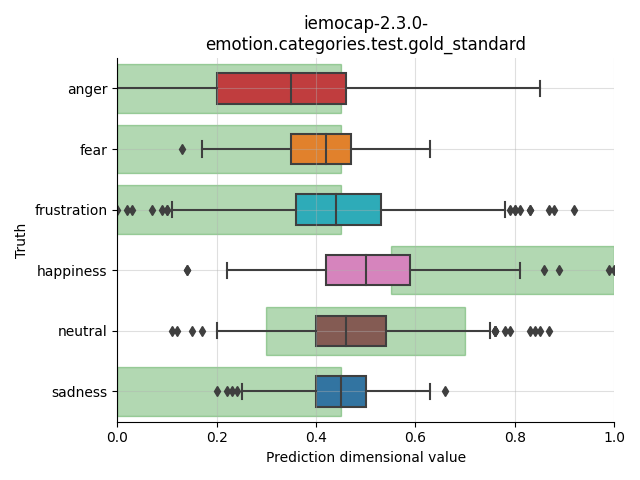 iemocap-2.3.0-
emotion.categories.test.gold_standard
anger
fear
frustration
happiness
neutral
sadness
Truth
0.0 0.2 0.4 0.6 0.8 1.0
Prediction dimensional value